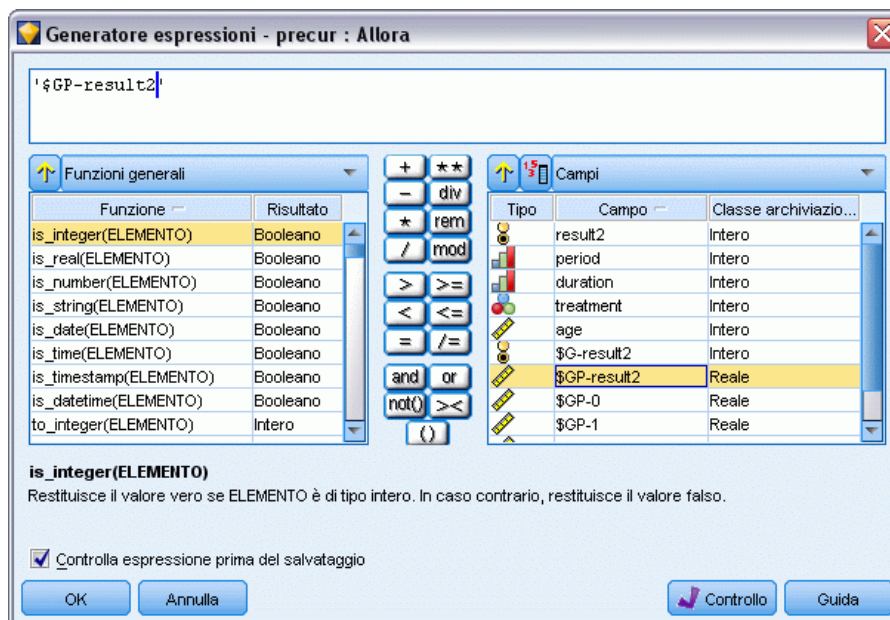 Generatore espressioni - precur : Allora
'$GP-result2'
Funzioni generali
Funzione Risultato
is_integer(ELEMENTO) Booleano
is_real(ELEMENTO) Booleano
is_number(ELEMENTO) Booleano
is_string(ELEMENTO) Booleano
is_date(ELEMENTO) Booleano
is_time(ELEMENTO) Booleano
is_timestamp(ELEMENTO) Booleano
is_datetime(ELEMENTO) Booleano
to_integer(ELEMENTO) Intero
+ **
- div
* rem
/ mod
> >=
< <=
= /=
and or
not() ><
()
Campi
Tipo Campo Classe archiviazio...
result2 Intero
period Intero
duration Intero
treatment Intero
age Intero
$G-result2 Intero
$GP-result2 Reale
$GP-0 Reale
$GP-1 Reale
is_integer(ELEMENTO)
Restituisce il valore vero se ELEMENTO è di tipo intero. In caso contrario, restituisce il valore falso.
Controlla espressione prima del salvataggio
OK Annulla Controllo Guida